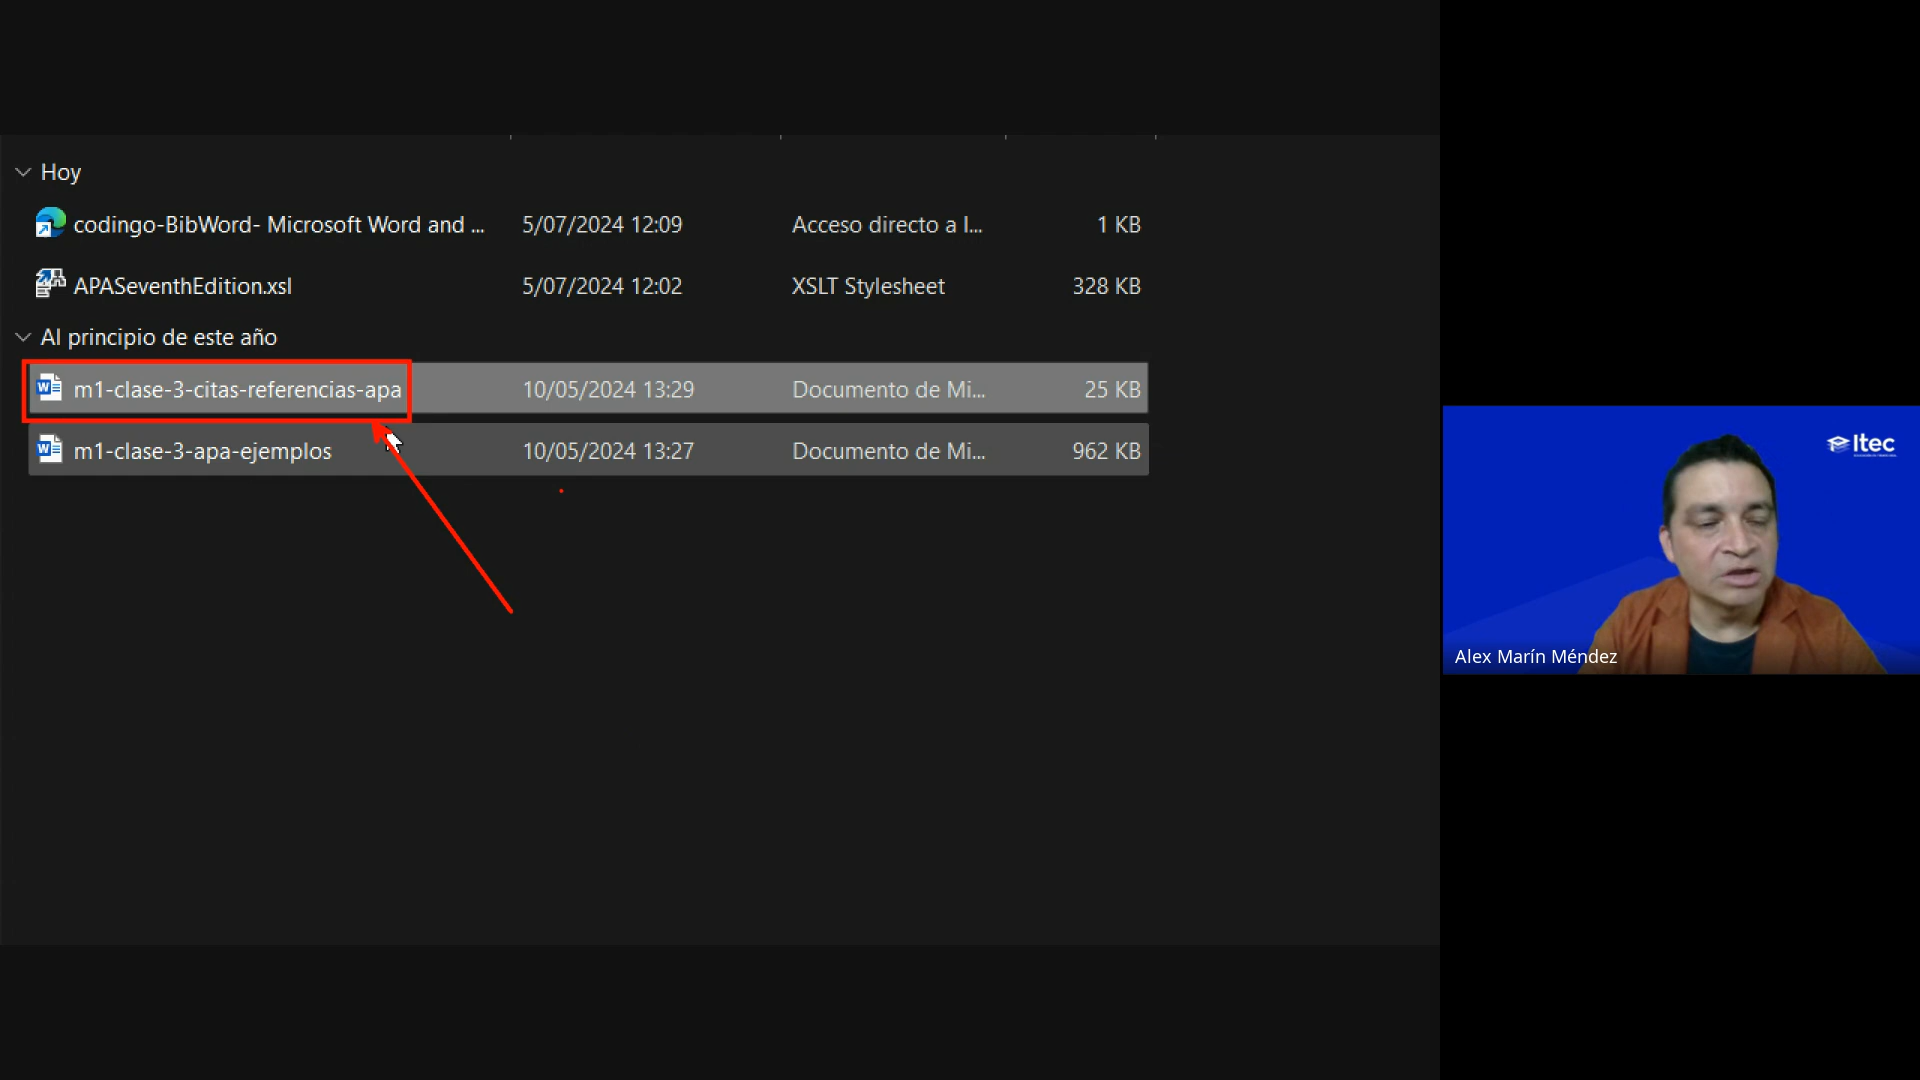 Hoy
codingo-BibWord- Microsoft Word and ... 5/07/2024 12:09 Acceso directo a I... 1 KB
APASeventhEdition.xsl 5/07/2024 12:02 XSLT Stylesheet 328 KB
Al principio de este año
m1-clase-3-citas-referencias-apa 10/05/2024 13:29 Documento de Mi... 25 KB
m1-clase-3-apa-ejemplos 10/05/2024 13:27 Documento de Mi... 962 KB
Itec
Alex Marín Méndez